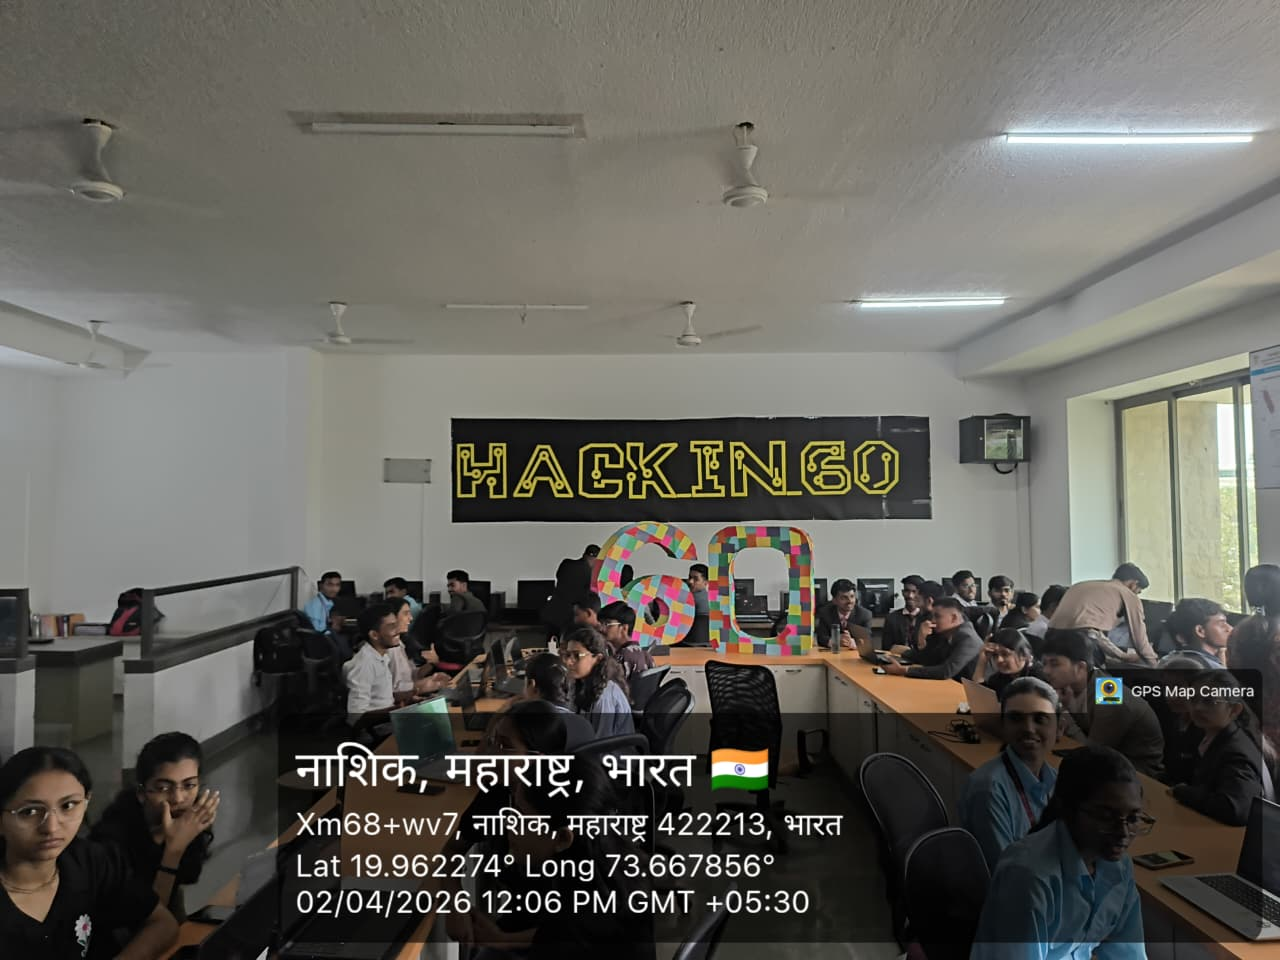 HACKIN60
60
GPS Map Camera
नाशिक, महाराष्ट्र, भारत 🇮🇳
Xm68+wv7, नाशिक, महाराष्ट्र 422213, भारत
Lat 19.962274° Long 73.667856°
02/04/2026 12:06 PM GMT +05:30